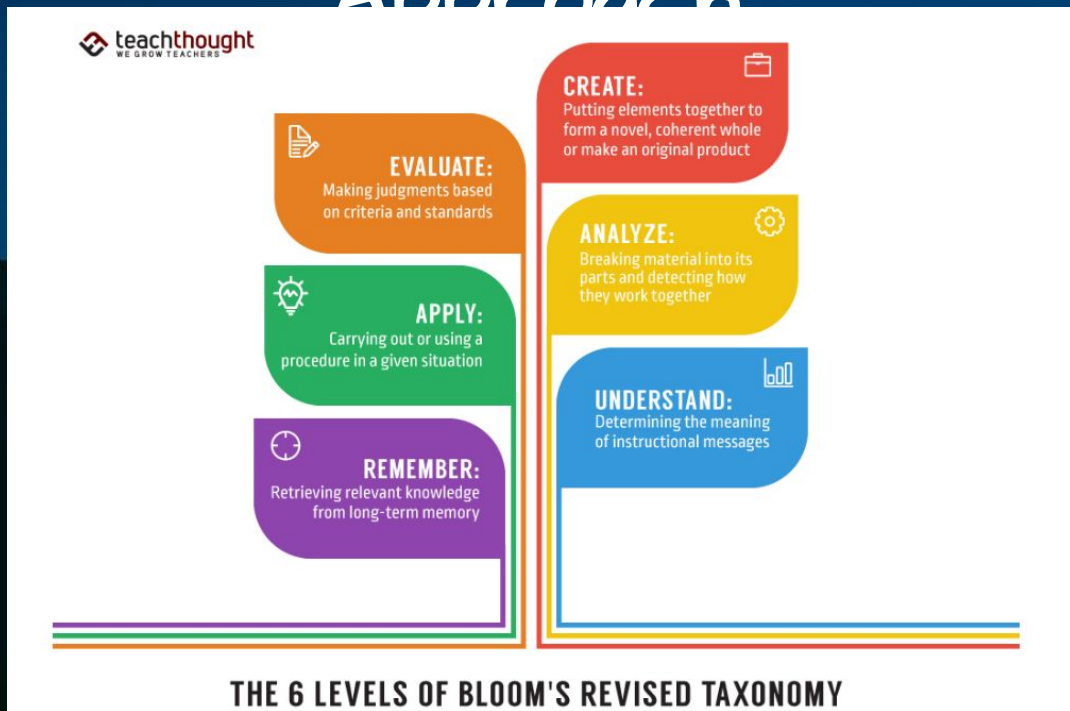 teachthought
WE GROW TEACHERS
CREATE:
Putting elements together to
form a novel, coherent whole
or make an original product
EVALUATE:
Making judgments based
on criteria and standards
ANALYZE:
Breaking material into its
parts and detecting how
they work together
APPLY:
Carrying out or using a
procedure in a given situation
UNDERSTAND:
Determining the meaning
of instructional messages
REMEMBER:
Retrieving relevant knowledge
from long-term memory
THE 6 LEVELS OF BLOOM'S REVISED TAXONOMY